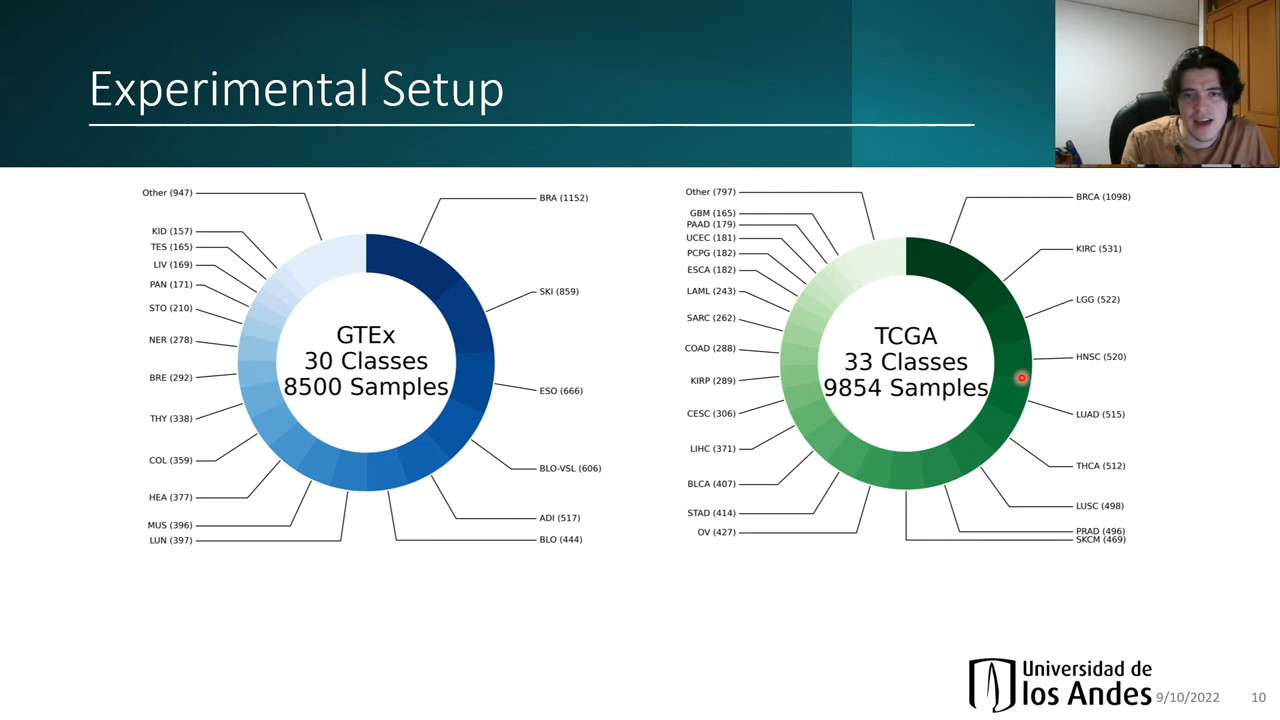 Experimental Setup
Other (947)
KID (157)
TES (165)
LIV (169)
PAN (171)
STO (210)
NER (278)
BRE (292)
THY (338)
COL (359)
HEA (377)
MUS (396)
LUN (397)
BRA (1152)
SKI (859)
ESO (666)
BLO-VSL (606)
ADI (517)
BLO (444)
GTEx
30 Classes
8500 Samples
Other (797)
GBM (165)
PAAD (179)
UCEC (181)
PCPG (182)
ESCA (182)
LAML (243)
SARC (262)
COAD (288)
KIRP (289)
CESC (306)
LIHC (371)
BLCA (407)
STAD (414)
OV (427)
BRCA (1098)
KIRC (531)
LGG (522)
HNSC (520)
LUAD (515)
THCA (512)
LUSC (498)
PRAD (496)
SKCM (469)
TCGA
33 Classes
9854 Samples
Universidad de
los Andes
9/10/2022
10